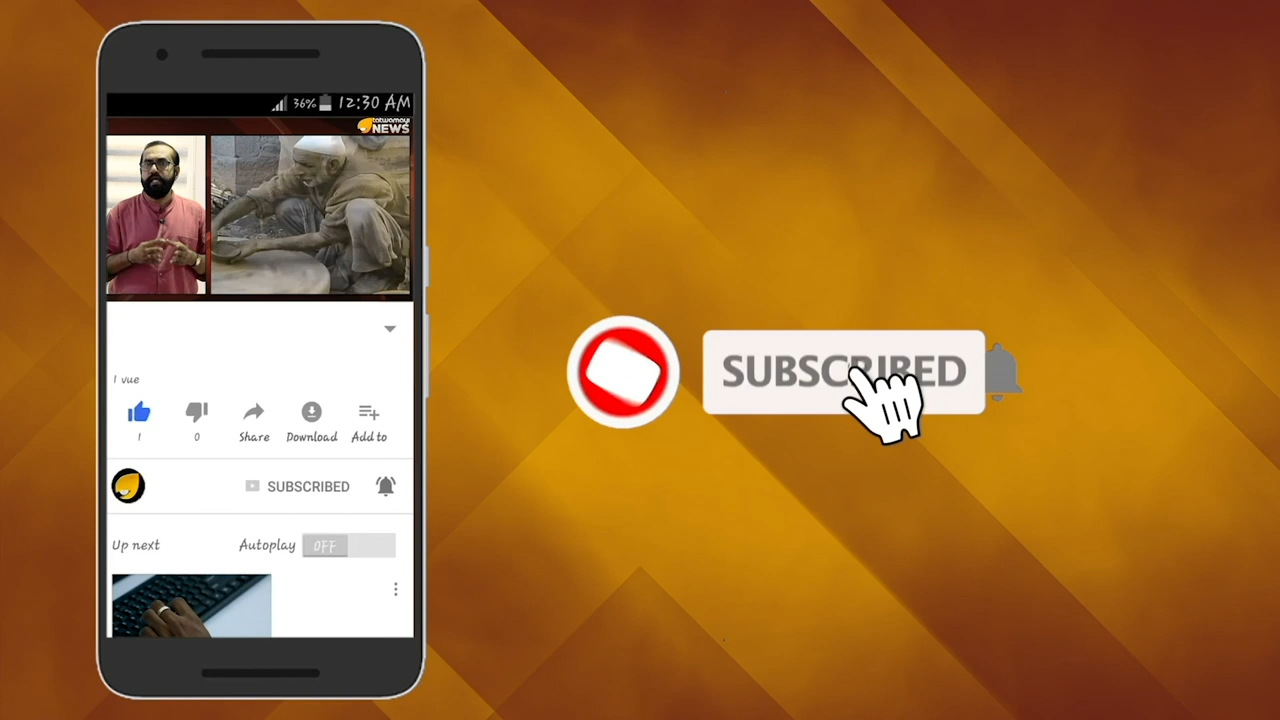 36% 12:30 AM
tatwamayi
NEWS
1 vue
1
0
Share
Download
Add to
SUBSCRIBED
Up next
Autoplay
OFF
SUBSCRIBED